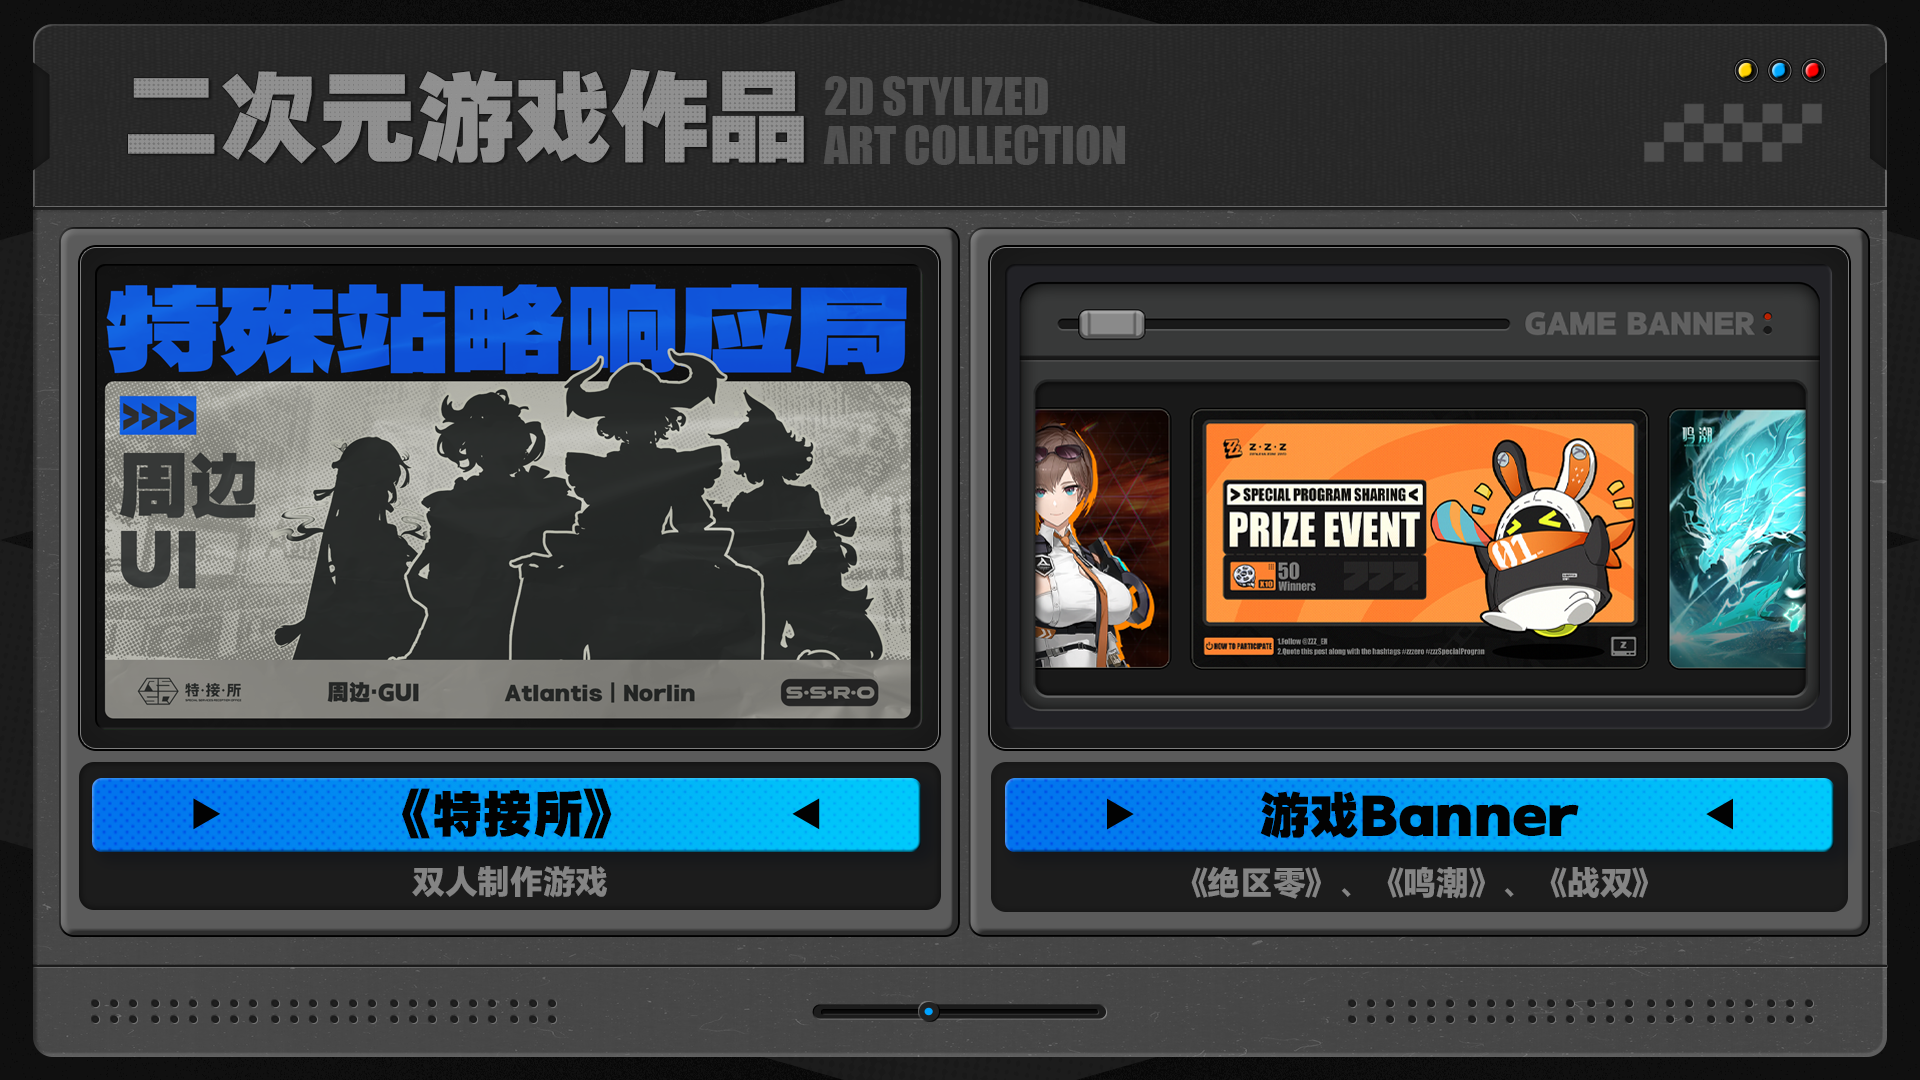 二次元游戏作品
2D STYLIZED
ART COLLECTION
特殊站略响应局
>>>>
周边
UI
特·接·所
周边·GUI
Atlantis | Norlin
S·S·R·O
《特接所》
双人制作游戏
GAME BANNER
Z·Z·Z
> SPECIAL PROGRAM SHARING <
PRIZE EVENT
X10
50
Winners
01
HOW TO PARTICIPATE
1.Follow @ZZZ_EN
2.Quote this post along with the hashtags #zzzero #zzzSpecialProgram
Z
鸣潮
游戏Banner
《绝区零》、《鸣潮》、《战双》